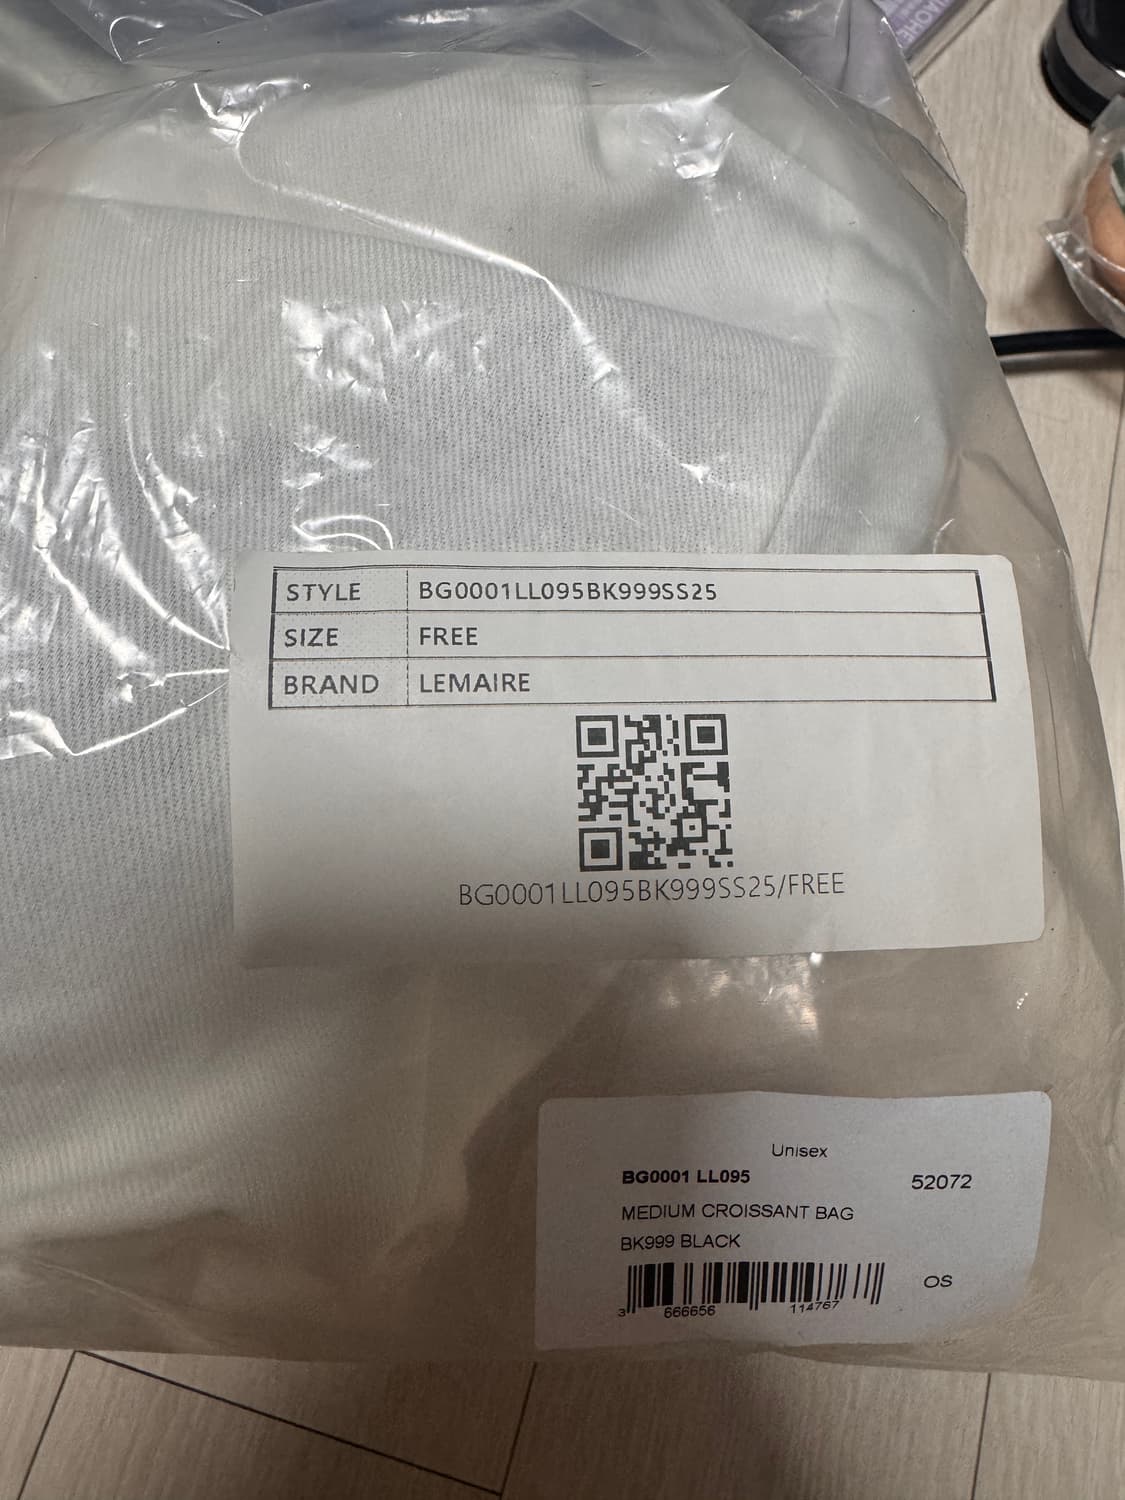 STYLE BG0001LL095BK999SS25
SIZE FREE
BRAND LEMAIRE
BG0001LL095BK999SS25/FREE
Unisex
BG0001 LL095 52072
MEDIUM CROISSANT BAG
BK999 BLACK
OS
3 666656 114767